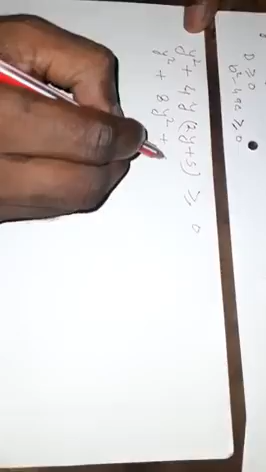 D ≥ 0
b² - 4ac ≥ 0
y² + 4y(2y+5) ≥ 0
y² + 8y² +